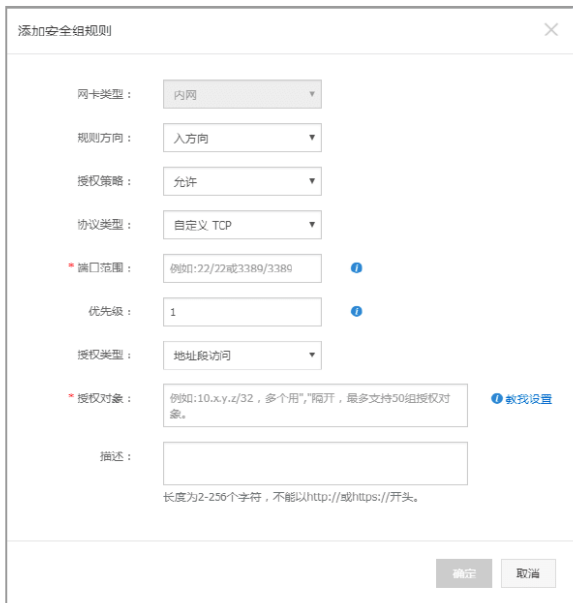 添加安全组规则
网卡类型： 内网
规则方向： 入方向
授权策略： 允许
协议类型： 自定义 TCP
* 端口范围： 例如:22/22或3389/3389
优先级： 1
授权类型： 地址段访问
* 授权对象： 例如:10.x.y.z/32，多个用","隔开，最多支持50组授权对 教我设置
象。
描述：
长度为2-256个字符，不能以http://或https://开头。
确定 取消